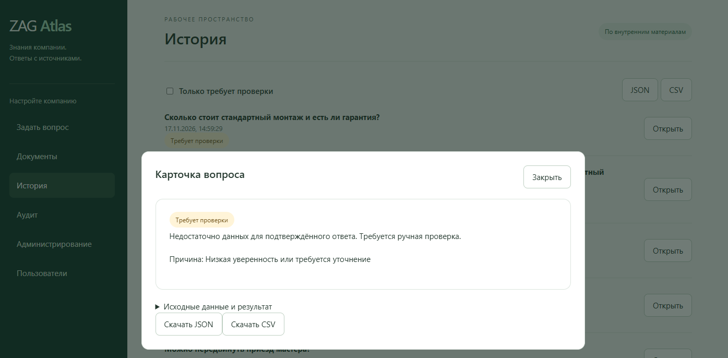 ZAG Atlas
Знания компании.
Ответы с источниками.
Настройте компанию
Задать вопрос
Документы
История
Аудит
Администрирование
Пользователи
РАБОЧЕЕ ПРОСТРАНСТВО
История
По внутренним материалам
Только требует проверки
JSON
CSV
Сколько стоит стандартный монтаж и есть ли гарантия?
17.11.2026, 14:59:29
Требует проверки
Открыть
Открыть
Открыть
Открыть
Карточка вопроса
Закрыть
Требует проверки
Недостаточно данных для подтверждённого ответа. Требуется ручная проверка.
Причина: Низкая уверенность или требуется уточнение
Исходные данные и результат
Скачать JSON
Скачать CSV